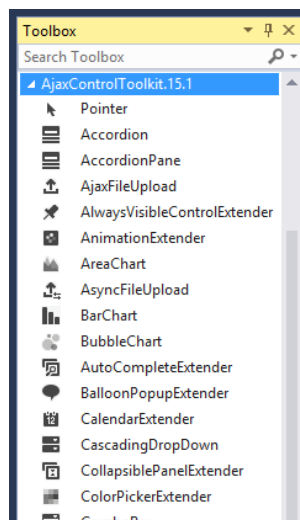 Toolbox
Search Toolbox
AjaxControlToolkit.15.1
Pointer
Accordion
AccordionPane
AjaxFileUpload
AlwaysVisibleControlExtender
AnimationExtender
AreaChart
AsyncFileUpload
BarChart
BubbleChart
AutoCompleteExtender
BalloonPopupExtender
12
CalendarExtender
CascadingDropDown
CollapsiblePanelExtender
ColorPickerExtender